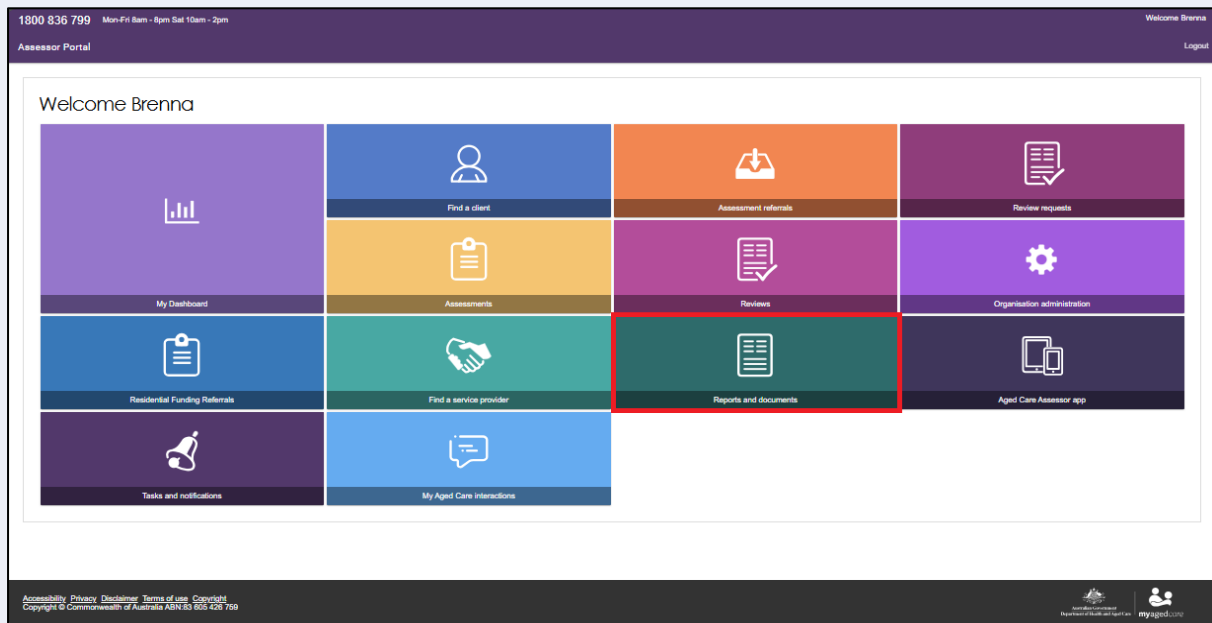 1800 836 799 Mon-Fri 8am - 8pm Sat 10am - 2pm
Welcome Brenna
Assessor Portal
Logout
Welcome Brenna
My Dashboard
Find a client
Assessment referrals
Review requests
Assessments
Reviews
Organisation administration
Residential Funding Referrals
Find a service provider
Reports and documents
Aged Care Assessor app
Tasks and notifications
My Aged Care interactions
Accessibility Privacy Disclaimer Terms of use Copyright
Copyright © Commonwealth of Australia ABN:83 605 426 759
Australian Government
Department of Health and Aged Care
myagedcare